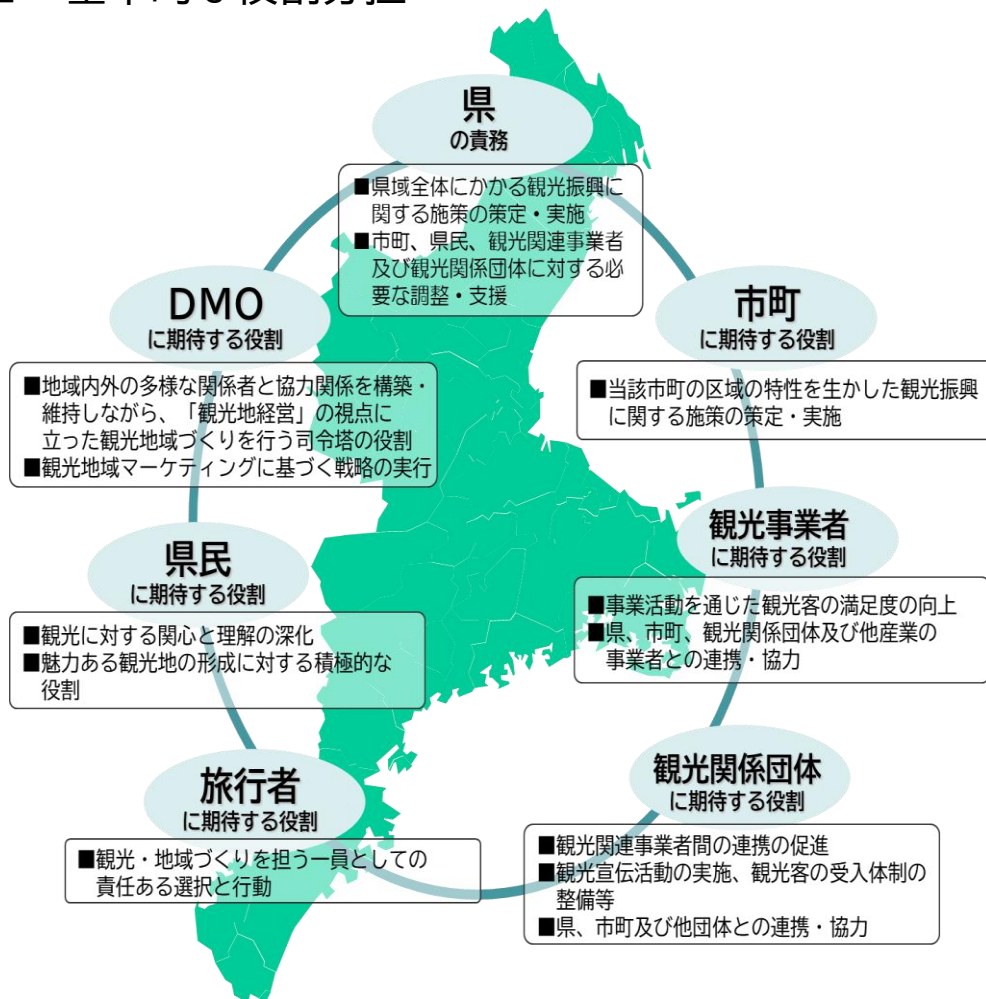 基本的な役割分担
県
の責務
■県域全体にかかる観光振興に
関する施策の策定・実施
■市町、県民、観光関連事業者
及び観光関係団体に対する必
要な調整・支援
DMO
に期待する役割
■地域内外の多様な関係者と協力関係を構築・
維持しながら、「観光地経営」の視点に
立った観光地域づくりを行う司令塔の役割
■観光地域マーケティングに基づく戦略の実行
市町
に期待する役割
■当該市町の区域の特性を生かした観光振興
に関する施策の策定・実施
県民
に期待する役割
■観光に対する関心と理解の深化
■魅力ある観光地の形成に対する積極的な
役割
観光事業者
に期待する役割
■事業活動を通じた観光客の満足度の向上
■県、市町、観光関係団体及び他産業の
事業者との連携・協力
旅行者
に期待する役割
■観光・地域づくりを担う一員としての
責任ある選択と行動
観光関係団体
に期待する役割
■観光関連事業者間の連携の促進
■観光宣伝活動の実施、観光客の受入体制の
整備等
■県、市町及び他団体との連携・協力